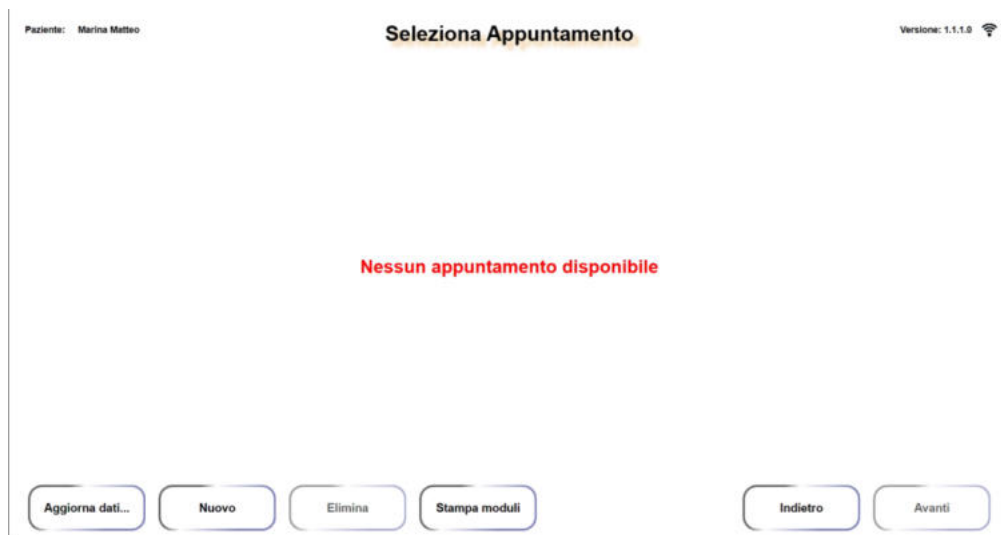 Paziente: Marina Matteo
Seleziona Appuntamento
Versione: 1.1.1.0
Nessun appuntamento disponibile
Aggiorna dati...
Nuovo
Elimina
Stampa moduli
Indietro
Avanti